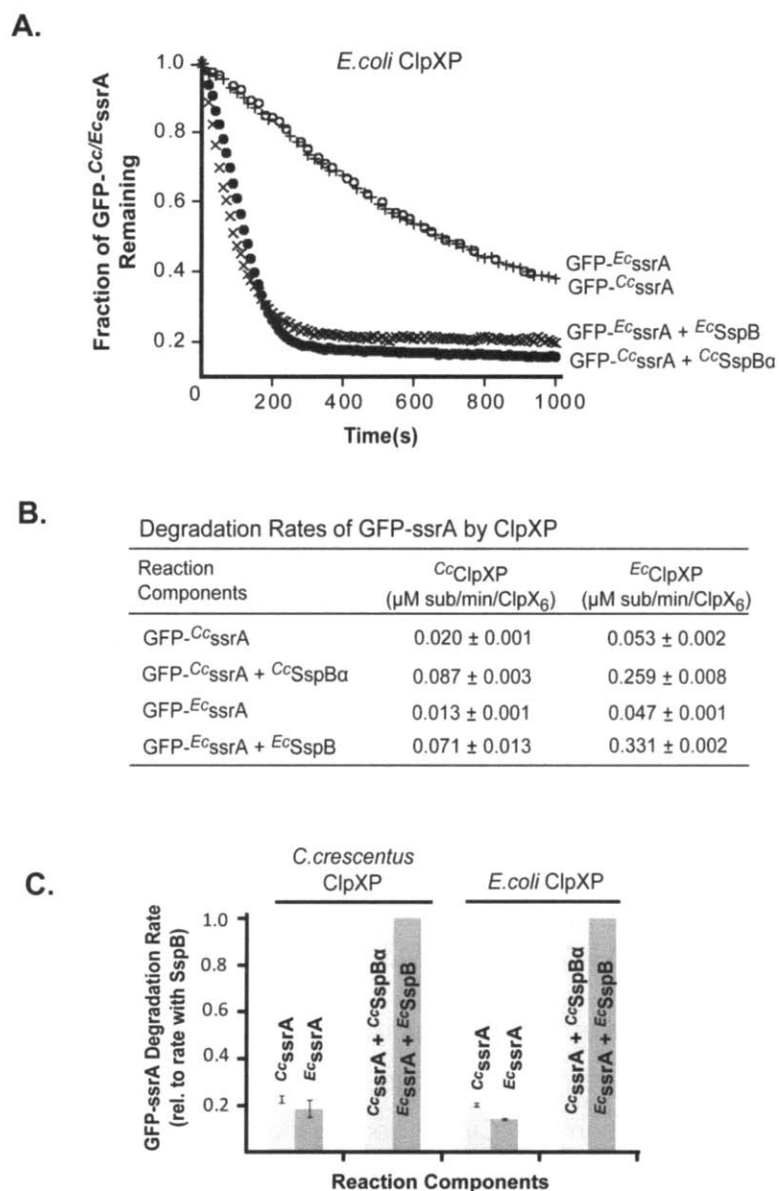 A.
E.coli ClpXP
Fraction of GFP-Cc/EcssrA
Remaining
1.0
0.8
0.6
0.4
0.2
0
200
400
600
800
1000
Time(s)
GFP-EcssrA
GFP-CcssrA
GFP-EcssrA + EcSspB
GFP-CcssrA + CcSspBα
B.
Degradation Rates of GFP-ssrA by ClpXP
Reaction Components CcClpXP (µM sub/min/ClpX6) EcClpXP (µM sub/min/ClpX6)
GFP-CcssrA 0.020 ± 0.001 0.053 ± 0.002
GFP-CcssrA + CcSspBα 0.087 ± 0.003 0.259 ± 0.008
GFP-EcssrA 0.013 ± 0.001 0.047 ± 0.001
GFP-EcssrA + EcSspB 0.071 ± 0.013 0.331 ± 0.002
C.
C.crescentus
ClpXP
E.coli ClpXP
GFP-ssrA Degradation Rate
(rel. to rate with SspB)
1.0
0.8
0.6
0.4
0.2
CcssrA
EcssrA
CcssrA + CcSspBα
EcssrA + EcSspB
CcssrA
EcssrA
CcssrA + CcSspBα
EcssrA + EcSspB
Reaction Components